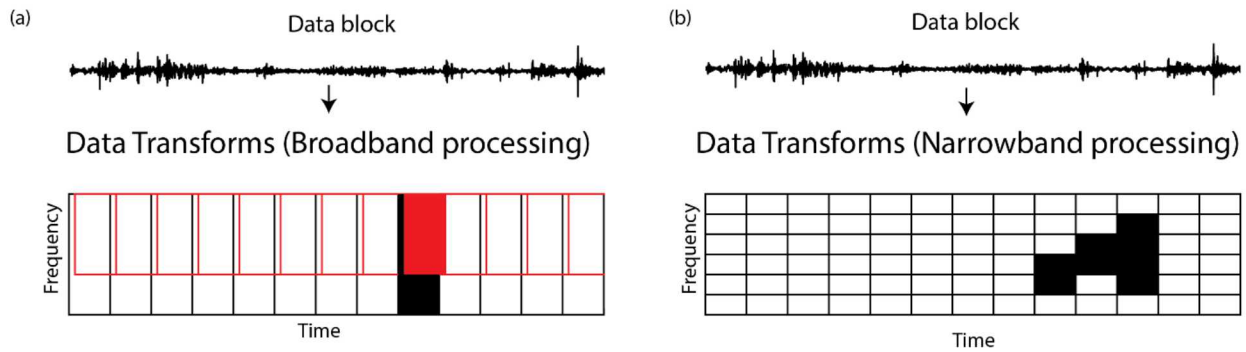 (a)
Data block
Data Transforms (Broadband processing)
Frequency
Time
(b)
Data block
Data Transforms (Narrowband processing)
Frequency
Time